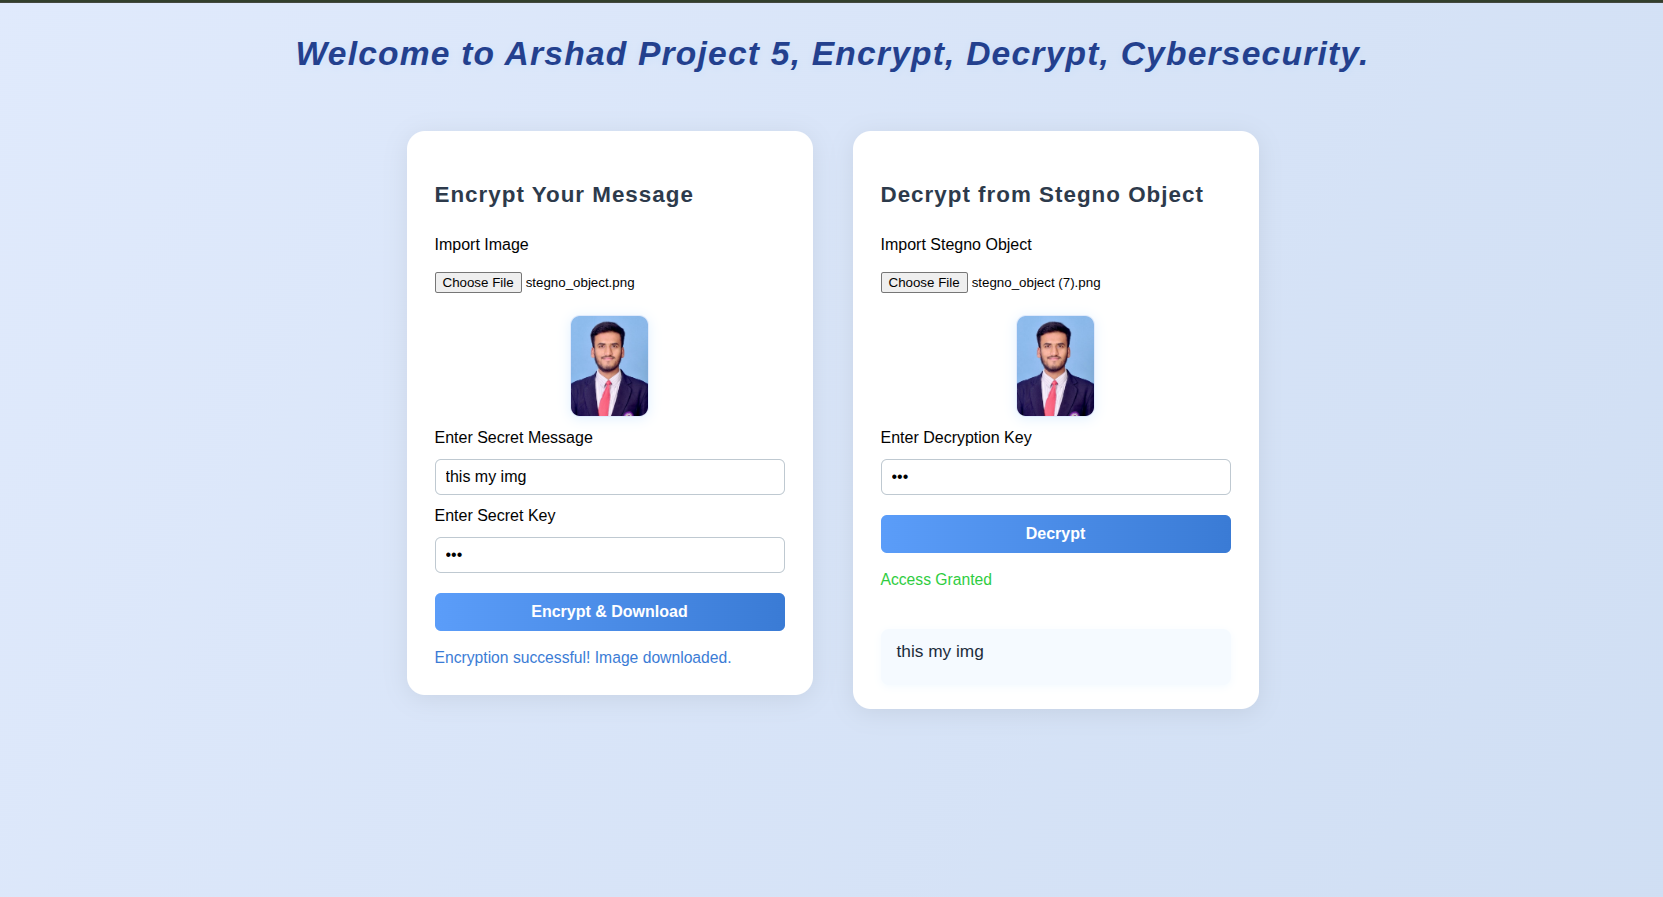 Welcome to Arshad Project 5, Encrypt, Decrypt, Cybersecurity.
Encrypt Your Message
Import Image
Choose File stegno_object.png
Enter Secret Message
this my img
Enter Secret Key
•••
Encrypt & Download
Encryption successful! Image downloaded.
Decrypt from Stegno Object
Import Stegno Object
Choose File stegno_object (7).png
Enter Decryption Key
•••
Decrypt
Access Granted
this my img